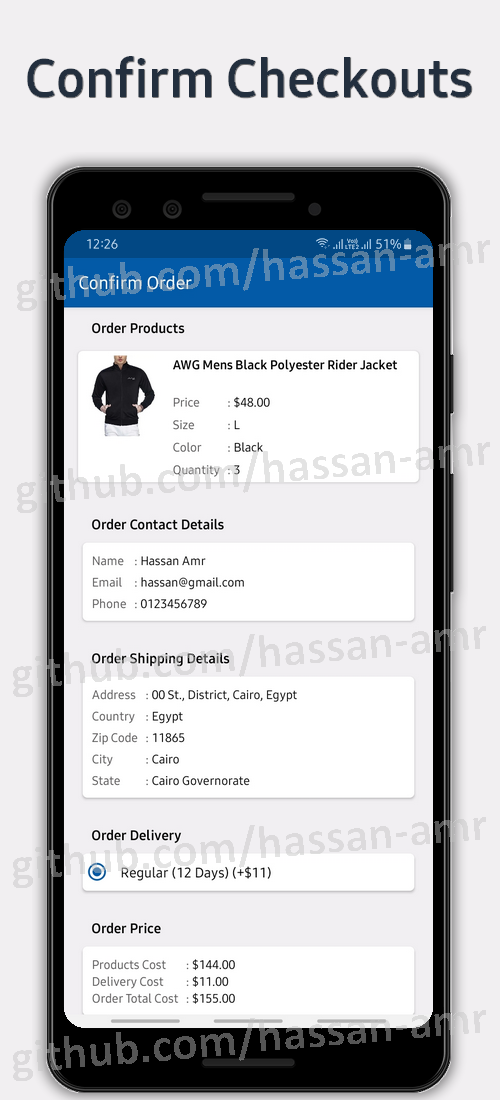 Confirm Checkouts
12:26 Vo) LTE2 51%
github.com/hassan-amr
Confirm Order
Order Products
AWG Mens Black Polyester Rider Jacket
Price : $48.00
Size : L
Color : Black
Quantity : 3
github.com/hassan-amr
Order Contact Details
Name : Hassan Amr
Email : hassan@gmail.com
Phone : 0123456789
github.com/hassan-amr
Order Shipping Details
Address : 00 St., District, Cairo, Egypt
Country : Egypt
Zip Code : 11865
City : Cairo
State : Cairo Governorate
Order Delivery
github.com/hassan-amr
Regular (12 Days) (+$11)
Order Price
Products Cost : $144.00
Delivery Cost : $11.00
Order Total Cost : $155.00
github.com/hassan-amr